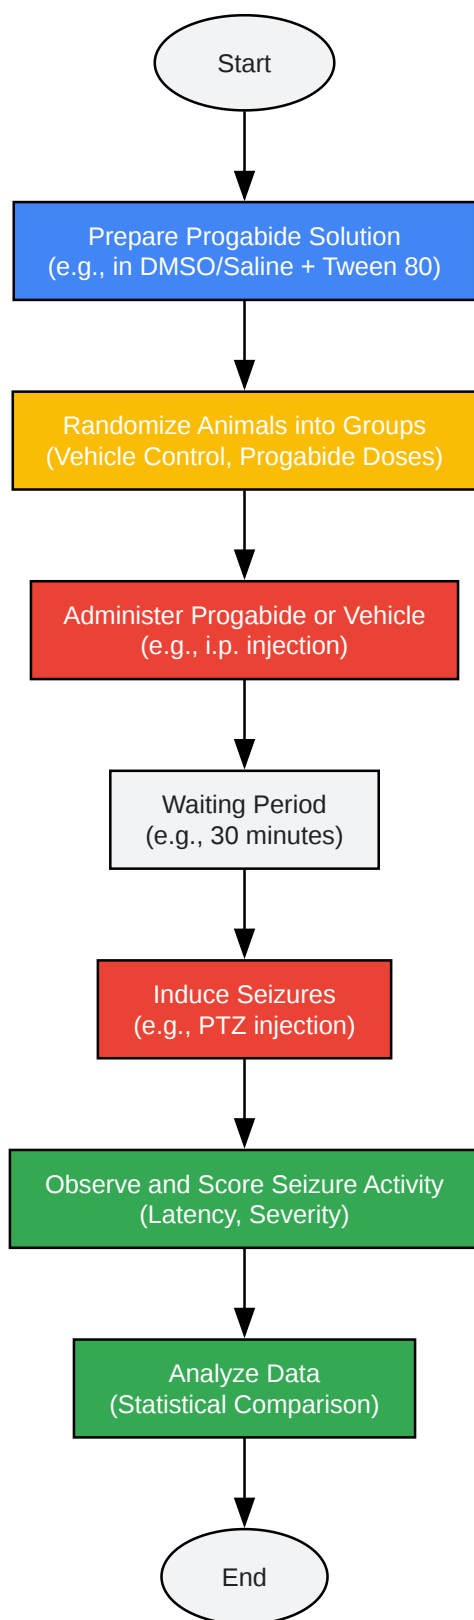 Start
Prepare Progabide Solution
(e.g., in DMSO/Saline + Tween 80)
Randomize Animals into Groups
(Vehicle Control, Progabide Doses)
Administer Progabide or Vehicle
(e.g., i.p. injection)
Waiting Period
(e.g., 30 minutes)
Induce Seizures
(e.g., PTZ injection)
Observe and Score Seizure Activity
(Latency, Severity)
Analyze Data
(Statistical Comparison)
End